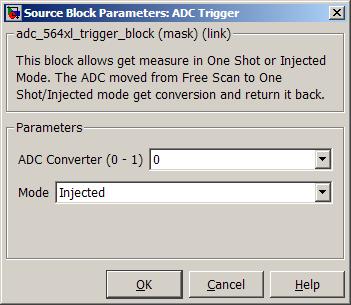 Source Block Parameters: ADC Trigger
adc_564xl_trigger_block (mask) (link)
This block allows get measure in One Shot or Injected
Mode. The ADC moved from Free Scan to One
Shot/Injected mode get conversion and return it back.
Parameters
ADC Converter (0 - 1) 0
Mode Injected
OK Cancel Help